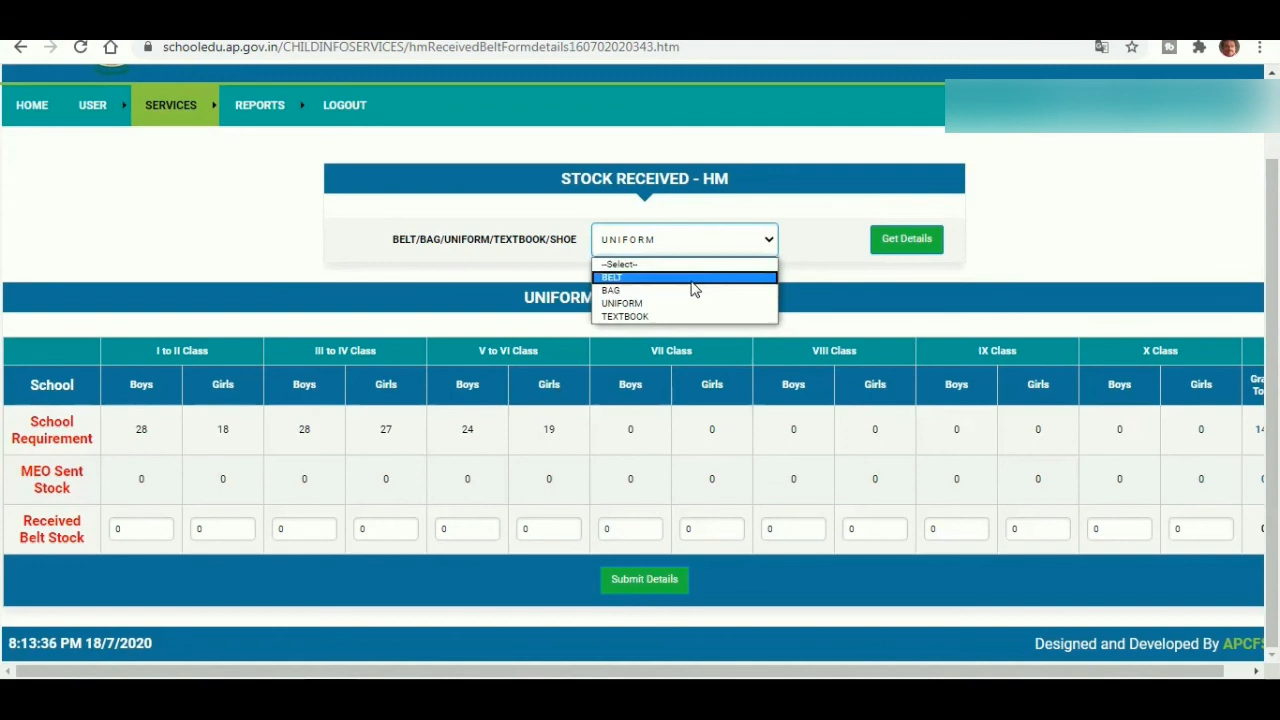 schooledu.ap.gov.in/CHILDINFOSERVICES/hmReceivedBeltFormdetails160702020343.htm
HOME USER SERVICES REPORTS LOGOUT
STOCK RECEIVED - HM
BELT/BAG/UNIFORM/TEXTBOOK/SHOE UNIFORM Get Details
--Select--
BELT
BAG
UNIFORM
TEXTBOOK
UNIFORM
I to II Class III to IV Class V to VI Class VII Class VIII Class IX Class X Class
School Boys Girls Boys Girls Boys Girls Boys Girls Boys Girls Boys Girls Boys Girls
School
Requirement 28 18 28 27 24 19 0 0 0 0 0 0 0 0
MEO Sent
Stock 0 0 0 0 0 0 0 0 0 0 0 0 0 0
Received
Belt Stock 0 0 0 0 0 0 0 0 0 0 0 0 0 0
Submit Details
8:13:36 PM 18/7/2020 Designed and Developed By APCFS